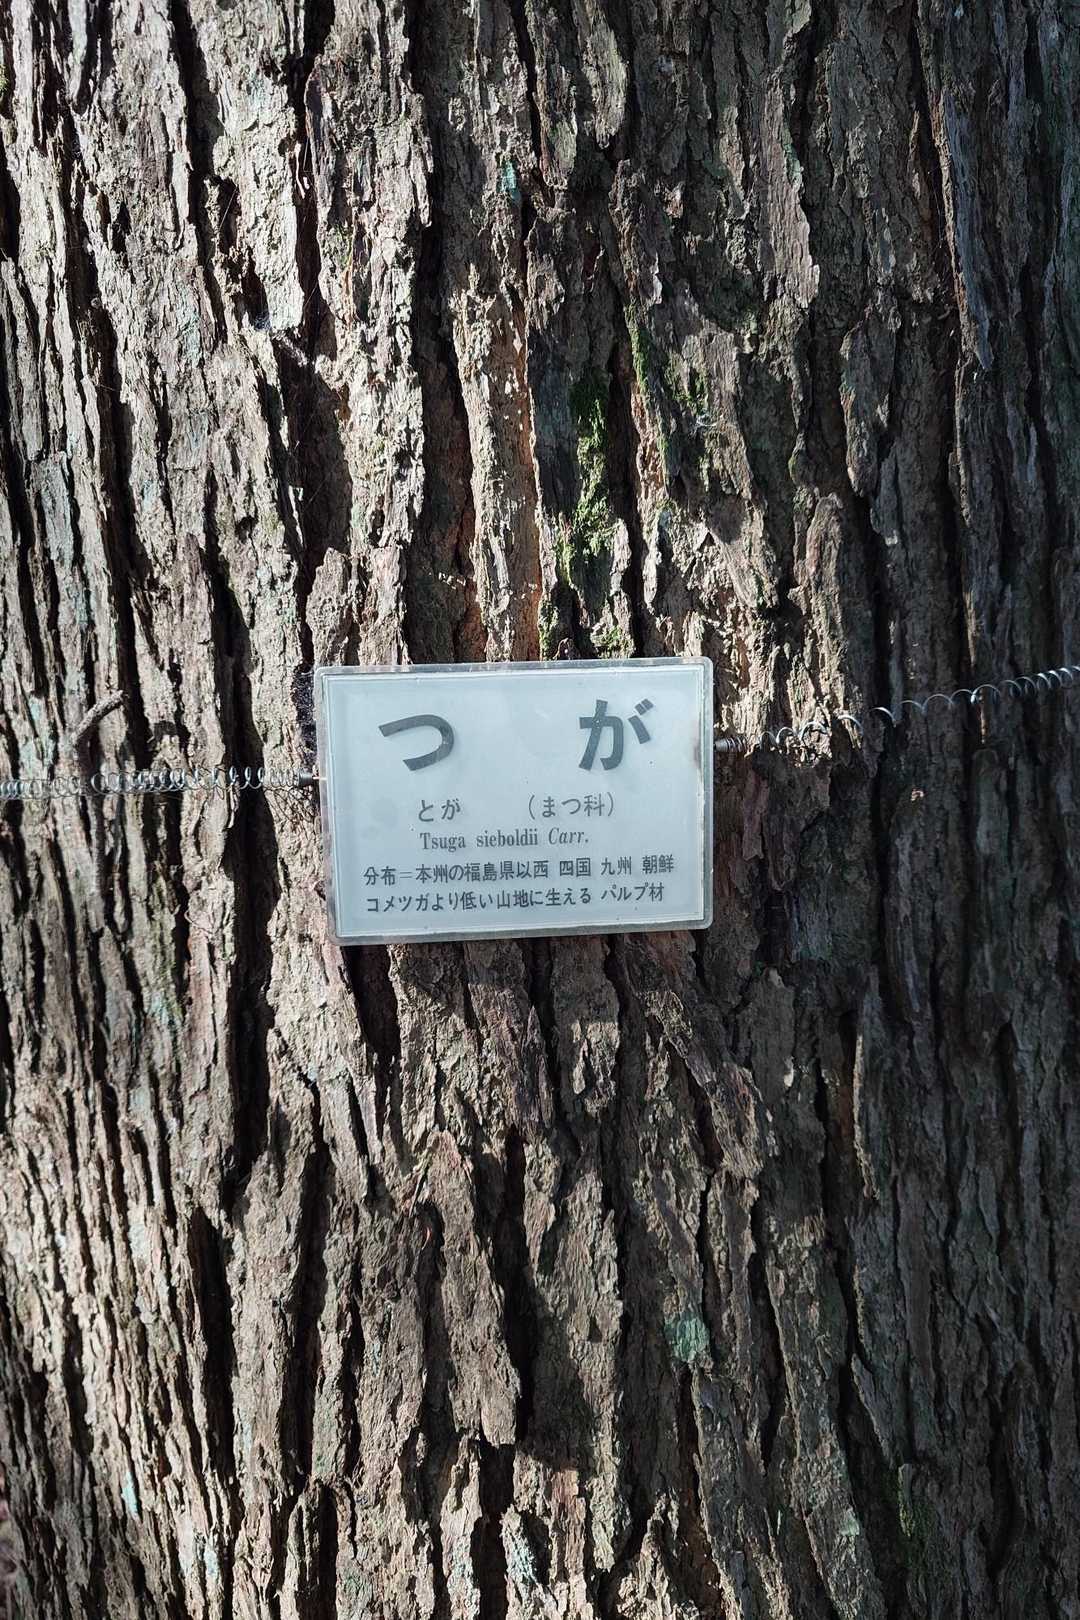 つが
とが （まつ科）
Tsuga sieboldii Carr.
分布＝本州の福島県以西 四国 九州 朝鮮
コメツガより低い山地に生える パルプ材